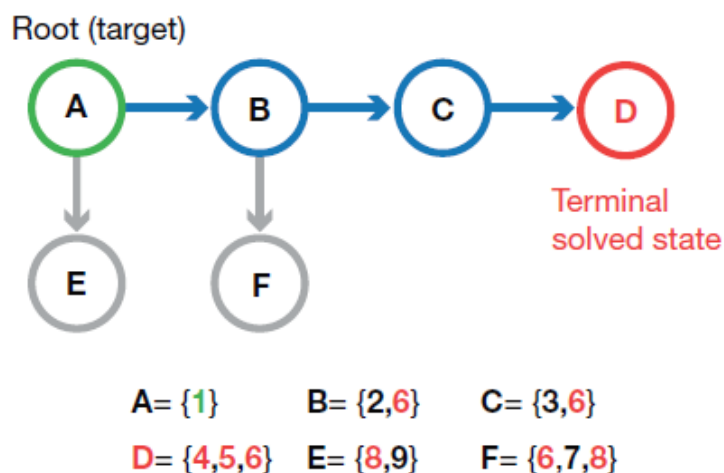 Root (target)
A
B
C
D
Terminal
solved state
E
F
A= {1} B= {2,6} C= {3,6}
D= {4,5,6} E= {8,9} F= {6,7,8}